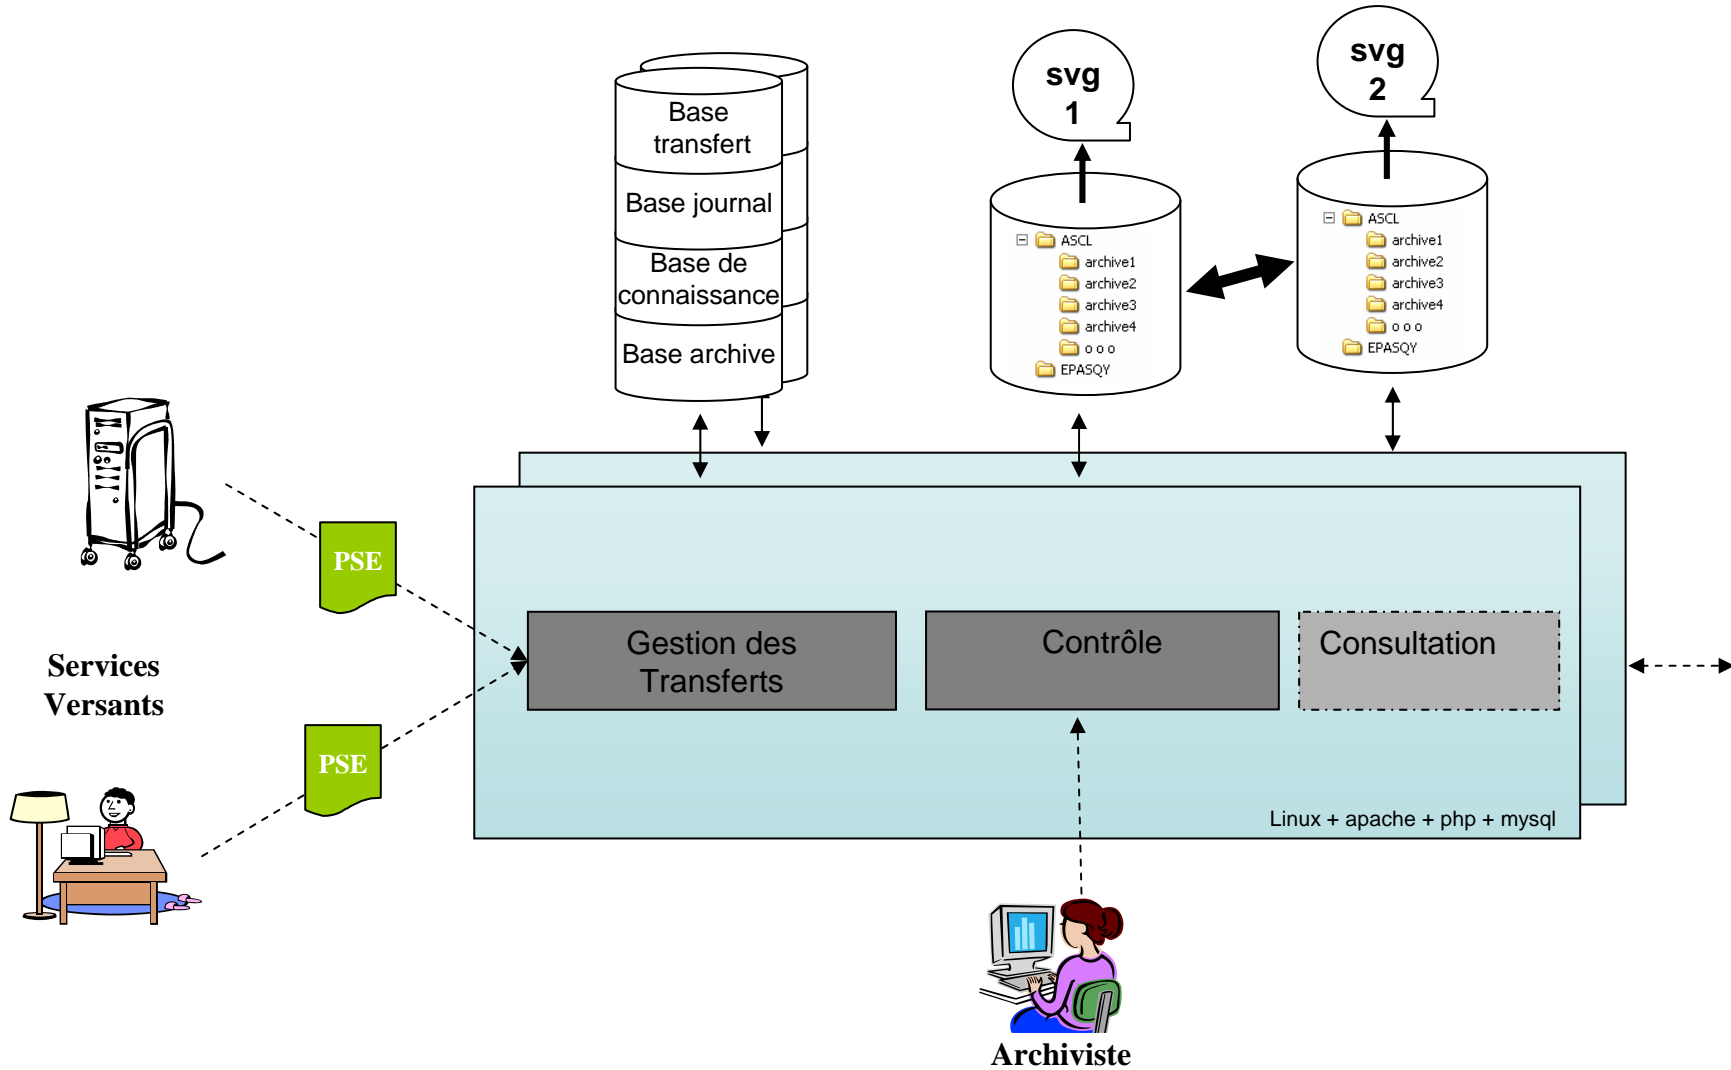 svg
1
svg
2
Base
transfert
Base journal
Base de
connaissance
Base archive
ASCL
archive1
archive2
archive3
archive4
o o o
EPASQY
ASCL
archive1
archive2
archive3
archive4
o o o
EPASQY
PSE
Services
Versants
PSE
Gestion des
Transferts
Contrôle
Consultation
Linux + apache + php + mysql
Archiviste